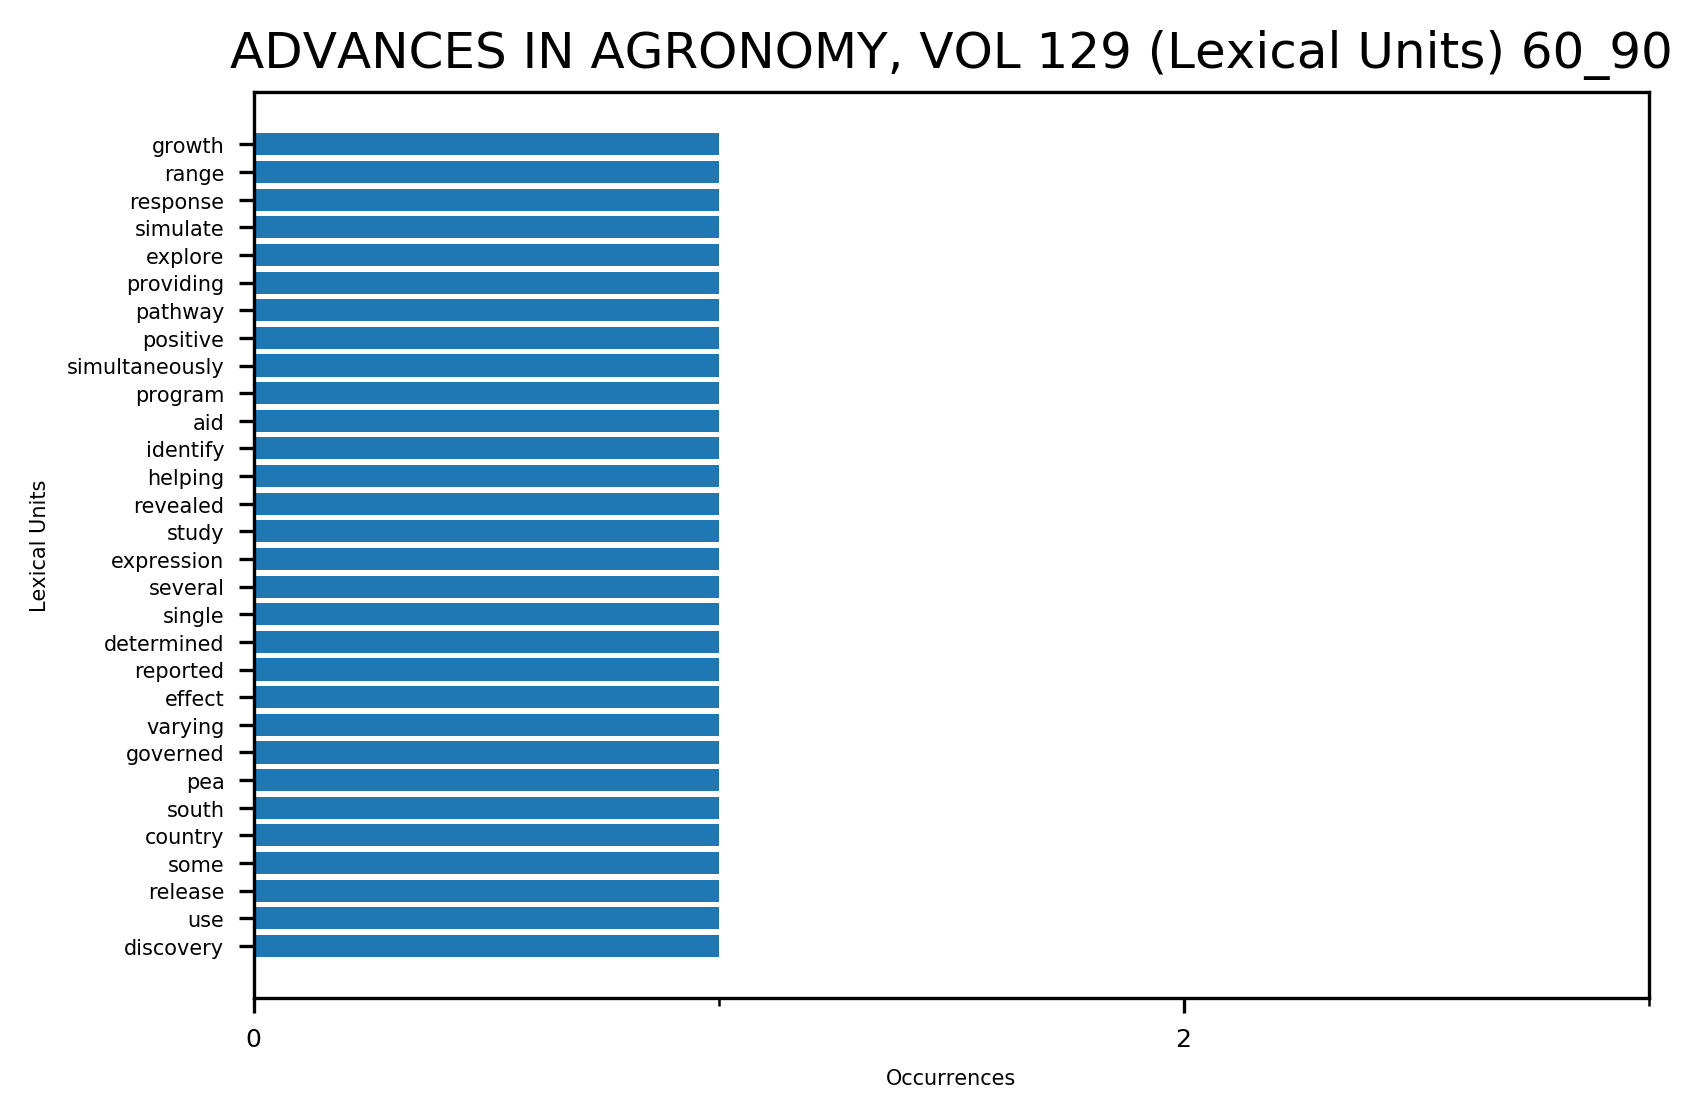 ADVANCES IN AGRONOMY, VOL 129 (Lexical Units) 60_90
growth
range
response
simulate
explore
providing
pathway
positive
simultaneously
program
aid
identify
helping
revealed
study
expression
several
single
determined
reported
effect
varying
governed
pea
south
country
some
release
use
discovery
Lexical Units
0
2
Occurrences